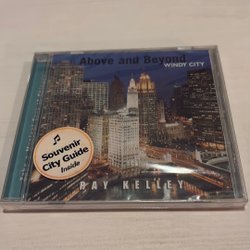 Above and Beyond
WINDY CITY
Souvenir
City Guide
Inside
RAY KELLEY